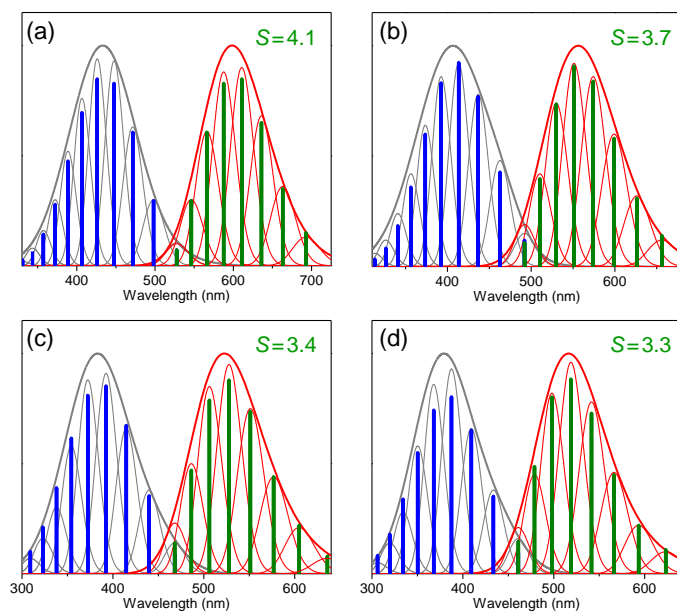 (a) S=4.1
400 500 600 700
Wavelength (nm)
(b) S=3.7
400 500 600
Wavelength (nm)
(c) S=3.4
300 400 500 600
Wavelength (nm)
(d) S=3.3
300 400 500 600
Wavelength (nm)